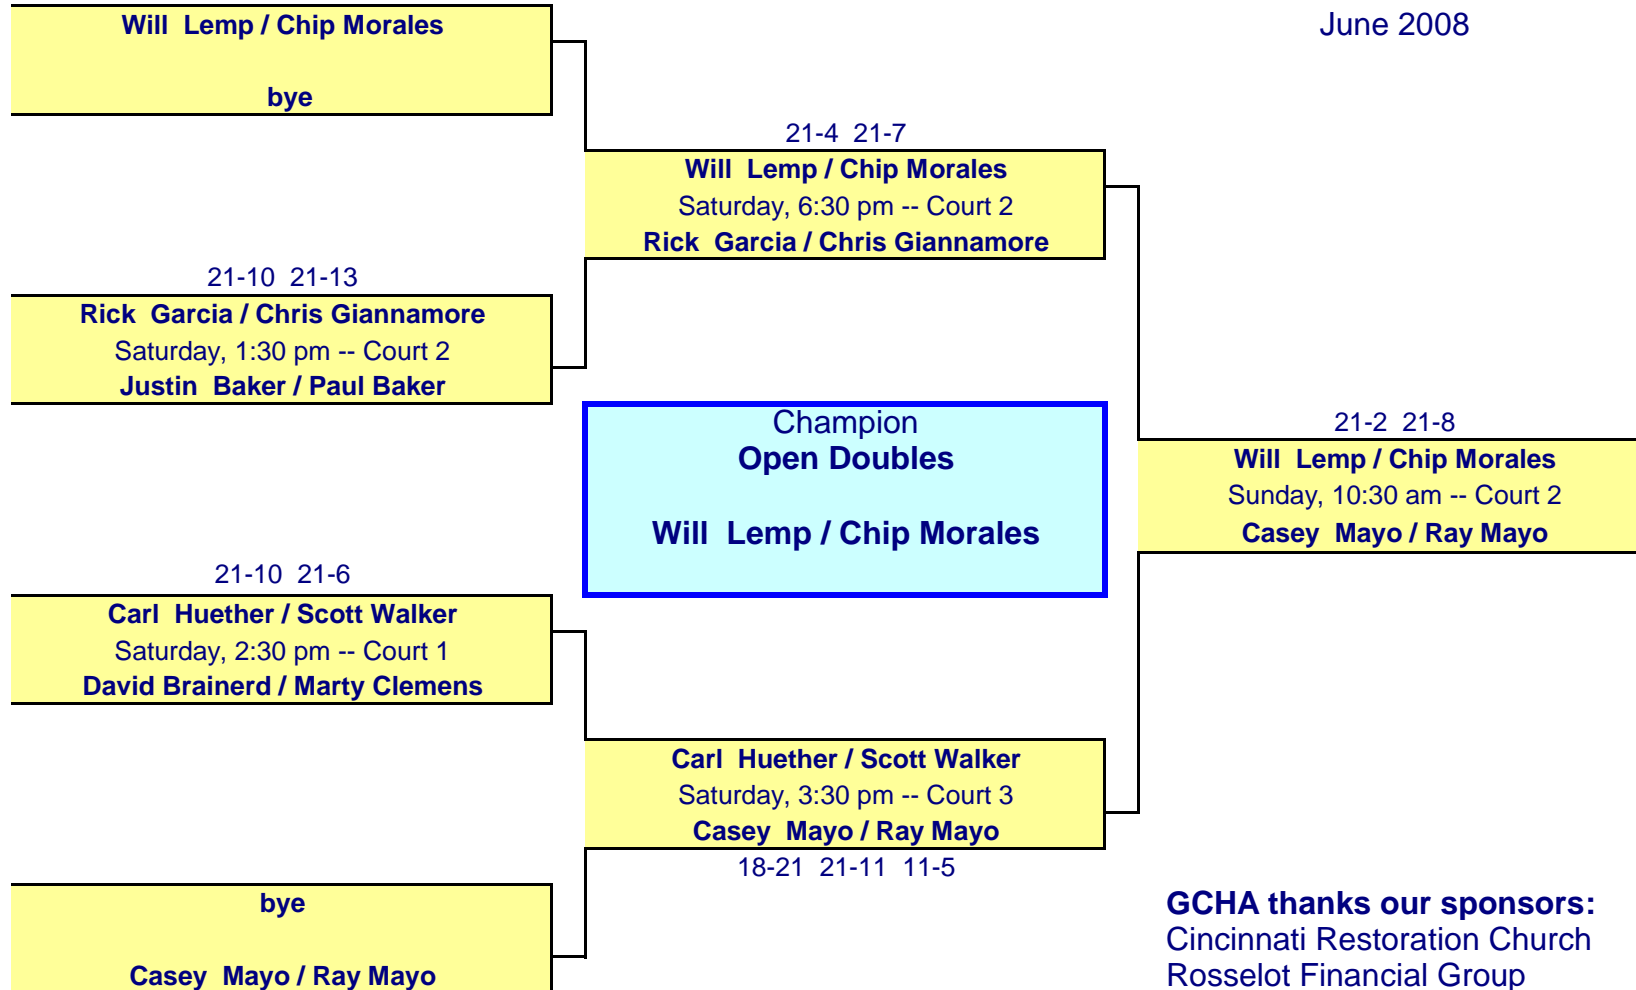 Will Lemp / Chip Morales
bye
June 2008
21-4 21-7
Will Lemp / Chip Morales
Saturday, 6:30 pm -- Court 2
Rick Garcia / Chris Giannamore
21-10 21-13
Rick Garcia / Chris Giannamore
Saturday, 1:30 pm -- Court 2
Justin Baker / Paul Baker
Champion
Open Doubles
Will Lemp / Chip Morales
21-2 21-8
Will Lemp / Chip Morales
Sunday, 10:30 am -- Court 2
Casey Mayo / Ray Mayo
21-10 21-6
Carl Huether / Scott Walker
Saturday, 2:30 pm -- Court 1
David Brainerd / Marty Clemens
Carl Huether / Scott Walker
Saturday, 3:30 pm -- Court 3
Casey Mayo / Ray Mayo
18-21 21-11 11-5
bye
Casey Mayo / Ray Mayo
GCHA thanks our sponsors:
Cincinnati Restoration Church
Rosselot Financial Group